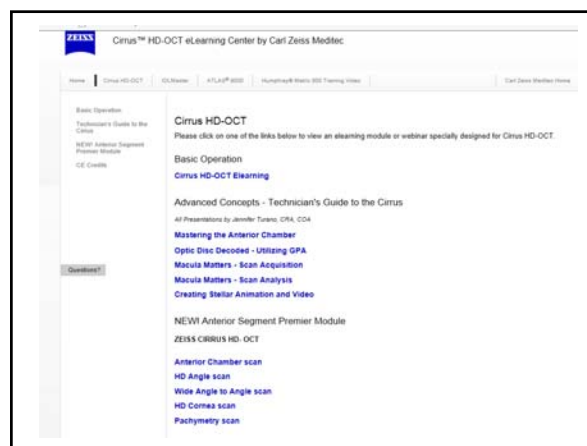 ZEISS
Cirrus™ HD-OCT eLearning Center by Carl Zeiss Meditec
Home Cirrus HD-OCT IOLMaster ATLAS® 9000 Humphrey® Matrix 800 Training Video Carl Zeiss Meditec Home
Basic Operation
Technician's Guide to the
Cirrus
NEW! Anterior Segment
Premier Module
CE Credits
Questions?
Cirrus HD-OCT
Please click on one of the links below to view an elearning module or webinar specially designed for Cirrus HD-OCT.
Basic Operation
Cirrus HD-OCT Elearning
Advanced Concepts - Technician's Guide to the Cirrus
All Presentations by Jennifer Turano, CRA, COA
Mastering the Anterior Chamber
Optic Disc Decoded - Utilizing GPA
Macula Matters - Scan Acquisition
Macula Matters - Scan Analysis
Creating Stellar Animation and Video
NEW! Anterior Segment Premier Module
ZEISS CIRRUS HD- OCT
Anterior Chamber scan
HD Angle scan
Wide Angle to Angle scan
HD Cornea scan
Pachymetry scan